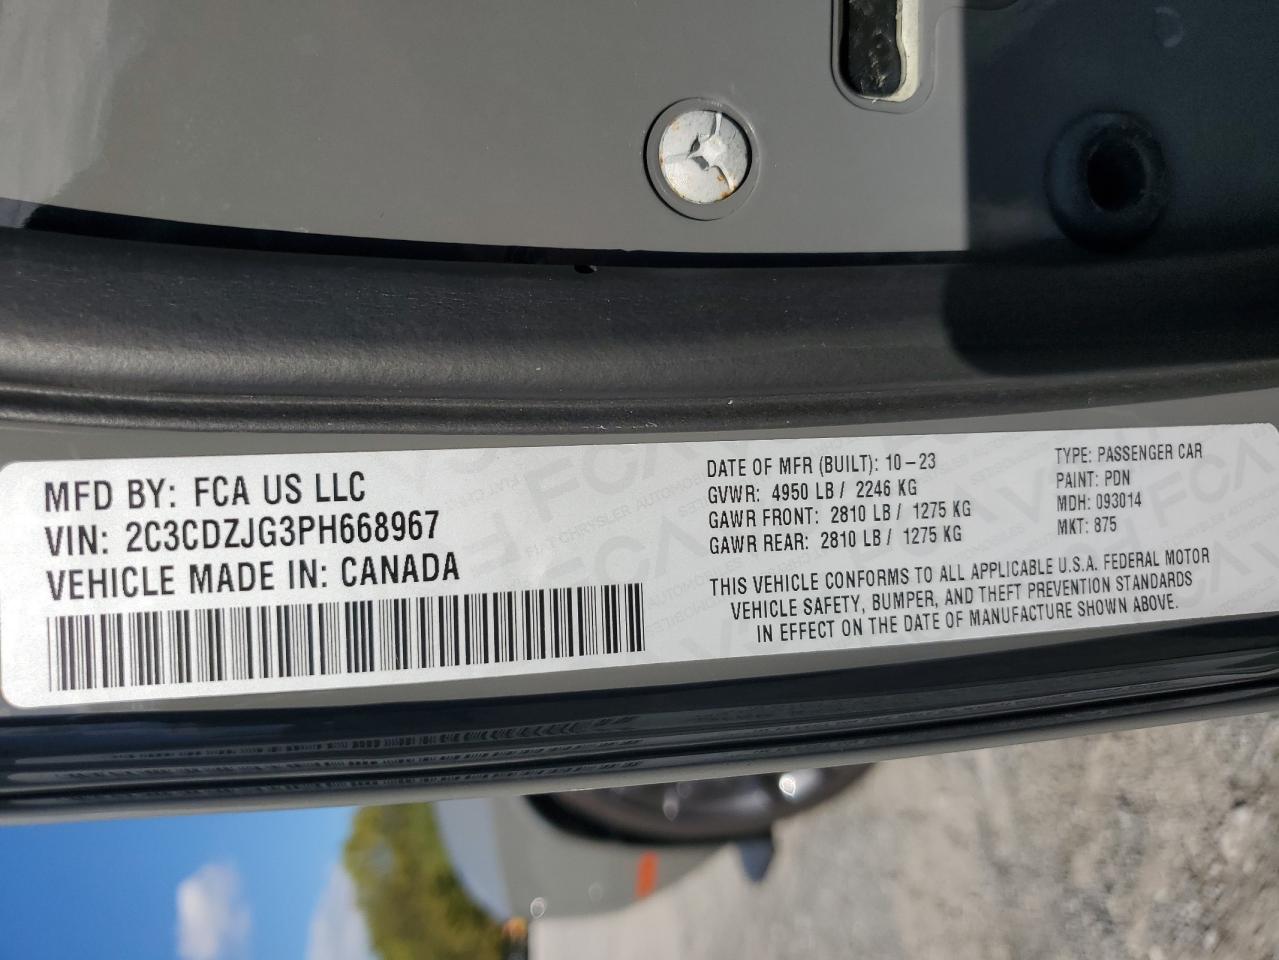 MFD BY: FCA US LLC
VIN: 2C3CDZJG3PH668967
VEHICLE MADE IN: CANADA
DATE OF MFR (BUILT): 10-23
GVWR: 4950 LB / 2246 KG
GAWR FRONT: 2810 LB / 1275 KG
GAWR REAR: 2810 LB / 1275 KG
TYPE: PASSENGER CAR
PAINT: PDN
MDH: 093014
MKT: 875
THIS VEHICLE CONFORMS TO ALL APPLICABLE U.S.A. FEDERAL MOTOR
VEHICLE SAFETY, BUMPER, AND THEFT PREVENTION STANDARDS
IN EFFECT ON THE DATE OF MANUFACTURE SHOWN ABOVE.